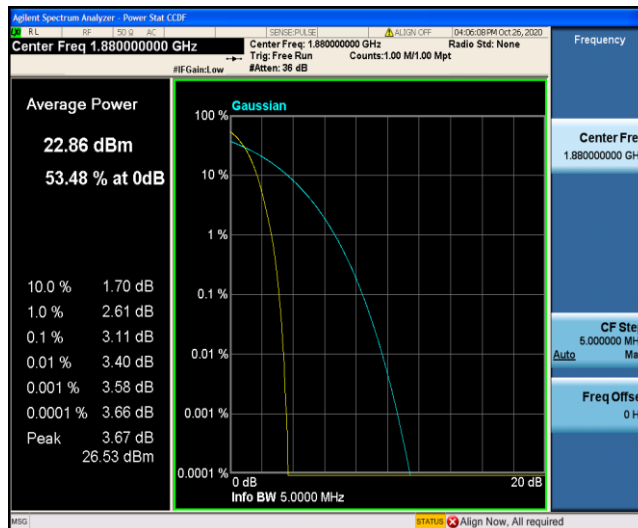 Agilent Spectrum Analyzer - Power Stat CCDF
RL RF 50 Ω AC SENSE:PULSE ALIGN OFF 04:06:08PM Oct 26, 2020
Center Freq 1.880000000 GHz
Center Freq: 1.880000000 GHz Radio Std: None
Trig: Free Run Counts:1.00 M/1.00 Mpt
#IFGain:Low #Atten: 36 dB
Frequency
Average Power
22.86 dBm
53.48 % at 0dB
10.0 % 1.70 dB
1.0 % 2.61 dB
0.1 % 3.11 dB
0.01 % 3.40 dB
0.001 % 3.58 dB
0.0001 % 3.66 dB
Peak 3.67 dB
26.53 dBm
Gaussian
100 %
10 %
1 %
0.1 %
0.01 %
0.001 %
0.0001 %
0 dB 20 dB
Info BW 5.0000 MHz
Center Fre
1.880000000 GH
CF Ste
5.000000 MH
Auto Ma
Freq Offse
0 H
MSG STATUS Align Now, All required